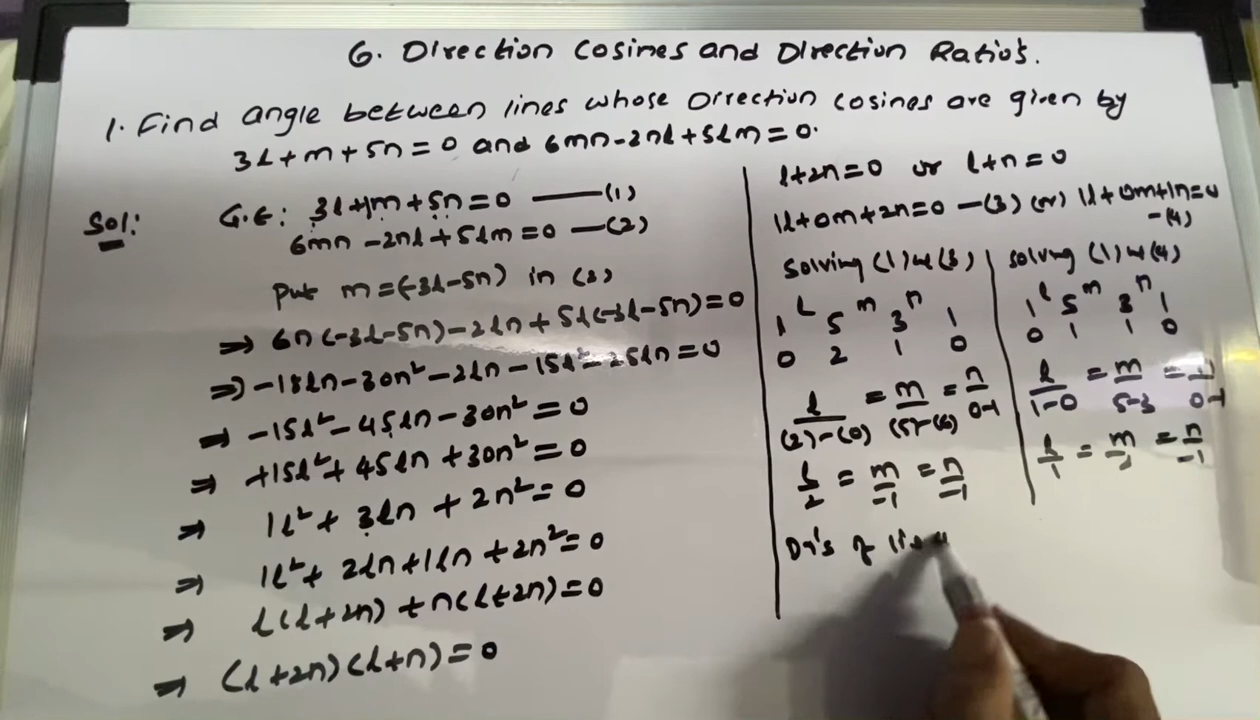 6. Direction Cosines and Direction Ratio's.
1. Find angle between lines whose Direction cosines are given by
3l+m+5n=0 and 6mn-2nl+5lm=0.
Sol:
G.E: 3l+1m+5n=0 —(1)
6mn-2nl+5lm=0 —(2)
Put m=(-3l-5n) in (2)
⇒ 6n(-3l-5n)-2ln+5l(-3l-5n)=0
⇒ -18ln-30n²-2ln-15l²-25ln=0
⇒ -15l²-45ln-30n²=0
⇒ +15l²+45ln+30n²=0
⇒ 1l²+3ln+2n²=0
⇒ 1l²+2ln+1ln+2n²=0
⇒ l(l+2n)+n(l+2n)=0
⇒ (l+2n)(l+n)=0
l+2n=0 or l+n=0
1l+0m+2n=0 —(3) (or) 1l+0m+1n=0
-(4)
Solving (1) & (3)
l m n
1 5 3 1
0 2 1 0
l/(2)-(0) = m/(5)-(6) = n/0-1
l/2 = m/-1 = n/-1
Dr's of
solving (1) & (4)
l m n
1 5 3 1
0 1 1 0
l/1-0 = m/5-3 = n/0-1
l/1 = m/2 = n/-1